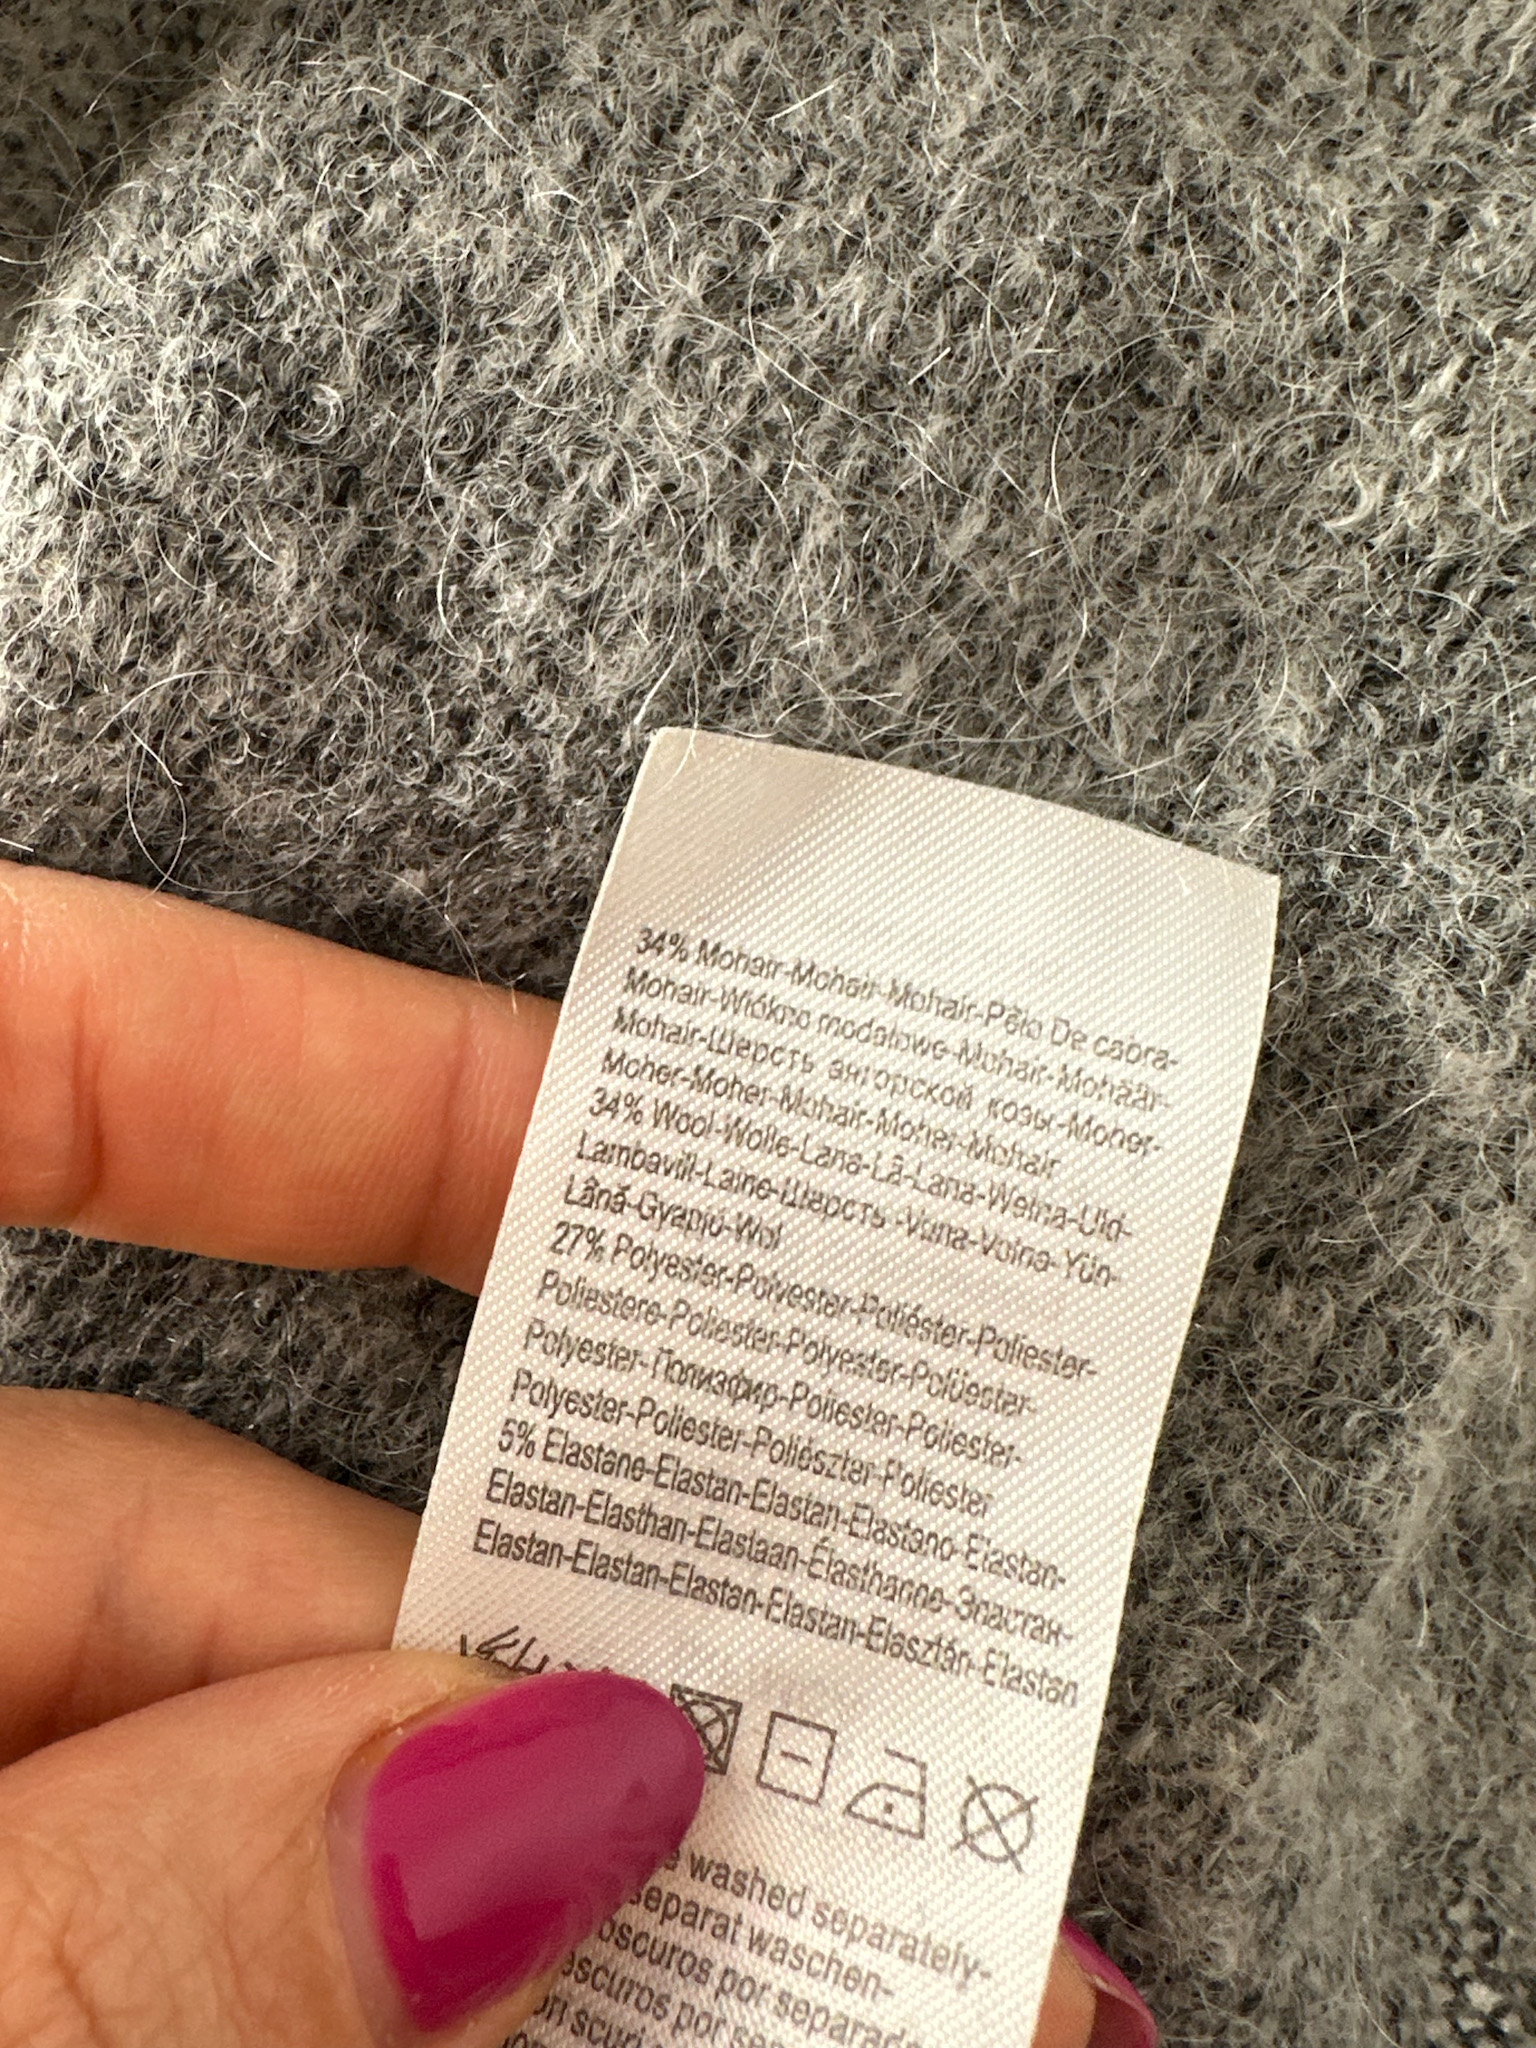 34% Mohair-Mohair-Mohair-Pêlo De cabra-
Mohair-Wlókno modalowe-Mohair-Mohäär-
Mohair-Шерсть ангорской козы-Moher-
Moher-Moher-Mohair-Moher-Mohair
34% Wool-Wolle-Lana-Lã-Lana-Wełna-Uld-
Lambavill-Laine-Шерсть-Vuna-Volna-Yün-
Lână-Gyapjú-Wol
27% Polyester-Polyester-Poliéster-Poliester-
Poliestere-Poliester-Polyester-Polüester-
Polyester-Полиэфир-Poliester-Poliester-
Polyester-Poliester-Poliészter-Poliester
5% Elastane-Elastan-Elastan-Elastano-Elastan-
Elastan-Elasthan-Elastaan-Élasthanne-Эластан-
Elastan-Elastan-Elastan-Elastan-Elasztán-Elastan
washed separately-
separat waschen-
oscuros por separado
escuros por
scuri